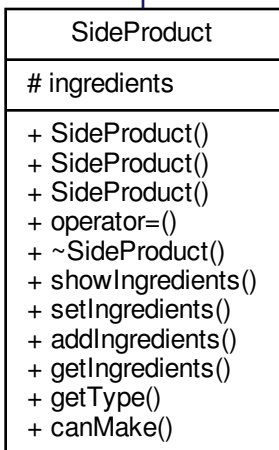 SideProduct
# ingredients
+ SideProduct()
+ SideProduct()
+ SideProduct()
+ operator=()
+ ~SideProduct()
+ showIngredients()
+ setIngredients()
+ addIngredients()
+ getIngredients()
+ getType()
+ canMake()